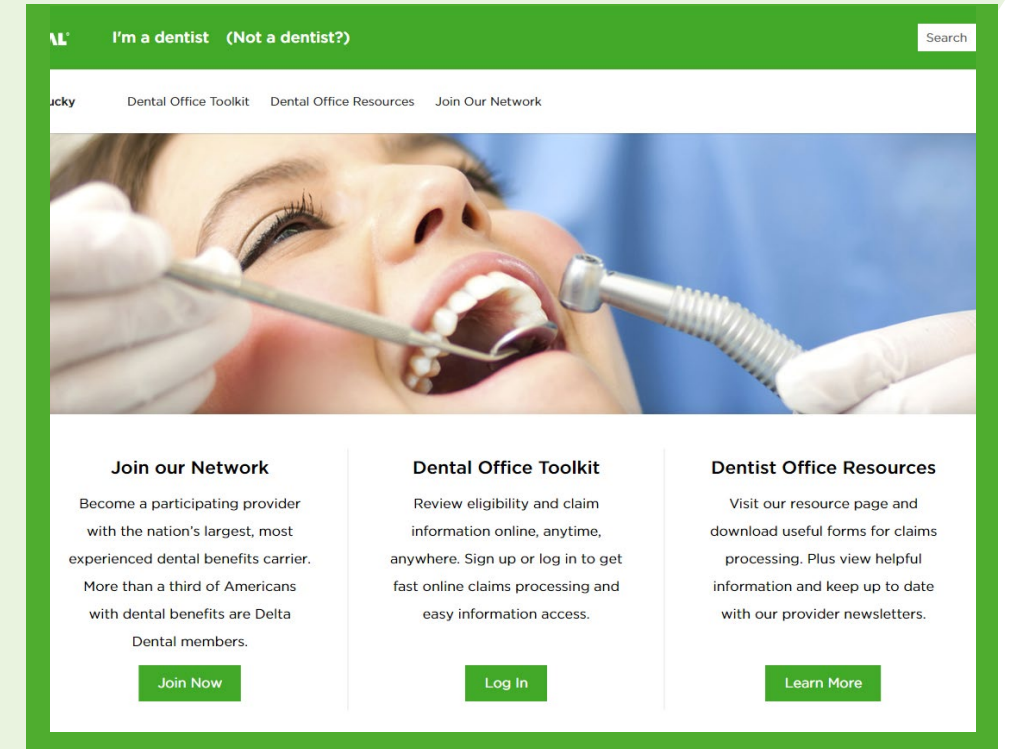 I'm a dentist (Not a dentist?)
Search
Dental Office Toolkit Dental Office Resources Join Our Network
Join our Network
Become a participating provider
with the nation's largest, most
experienced dental benefits carrier.
More than a third of Americans
with dental benefits are Delta
Dental members.
Join Now
Dental Office Toolkit
Review eligibility and claim
information online, anytime,
anywhere. Sign up or log in to get
fast online claims processing and
easy information access.
Log In
Dentist Office Resources
Visit our resource page and
download useful forms for claims
processing. Plus view helpful
information and keep up to date
with our provider newsletters.
Learn More